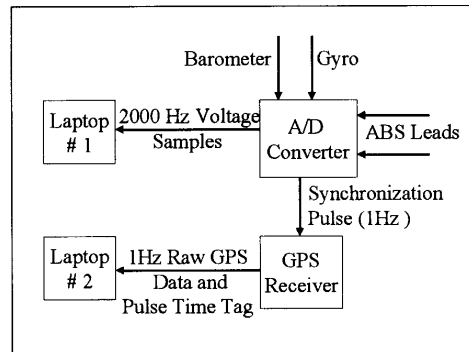 Barometer
Gyro
Laptop
# 1
2000 Hz Voltage
Samples
A/D
Converter
ABS Leads
Synchronization
Pulse (1Hz )
Laptop
# 2
1Hz Raw GPS
Data and
Pulse Time Tag
GPS
Receiver